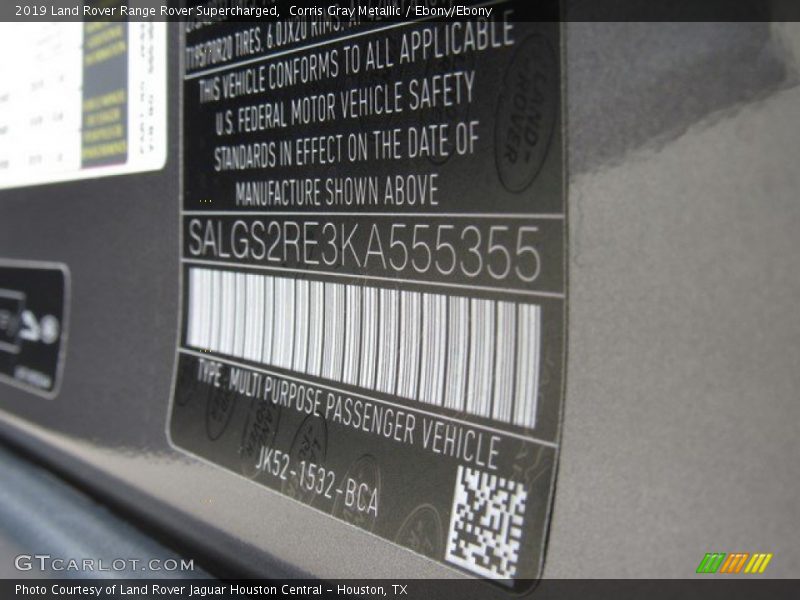 2019 Land Rover Range Rover Supercharged,  Corris Gray Metallic / Ebony/Ebony
TIRES, 6.0JX20 RIMS,
THIS VEHICLE CONFORMS TO ALL APPLICABLE
U.S. FEDERAL MOTOR VEHICLE SAFETY
STANDARDS IN EFFECT ON THE DATE OF
MANUFACTURE SHOWN ABOVE
LAND-
ROVER
SALGS2RE3KA555355
TYPE: MULTI PURPOSE PASSENGER VEHICLE
JK52-1532-BCA
GTCARLOT.COM
Photo Courtesy of Land Rover Jaguar Houston Central – Houston, TX